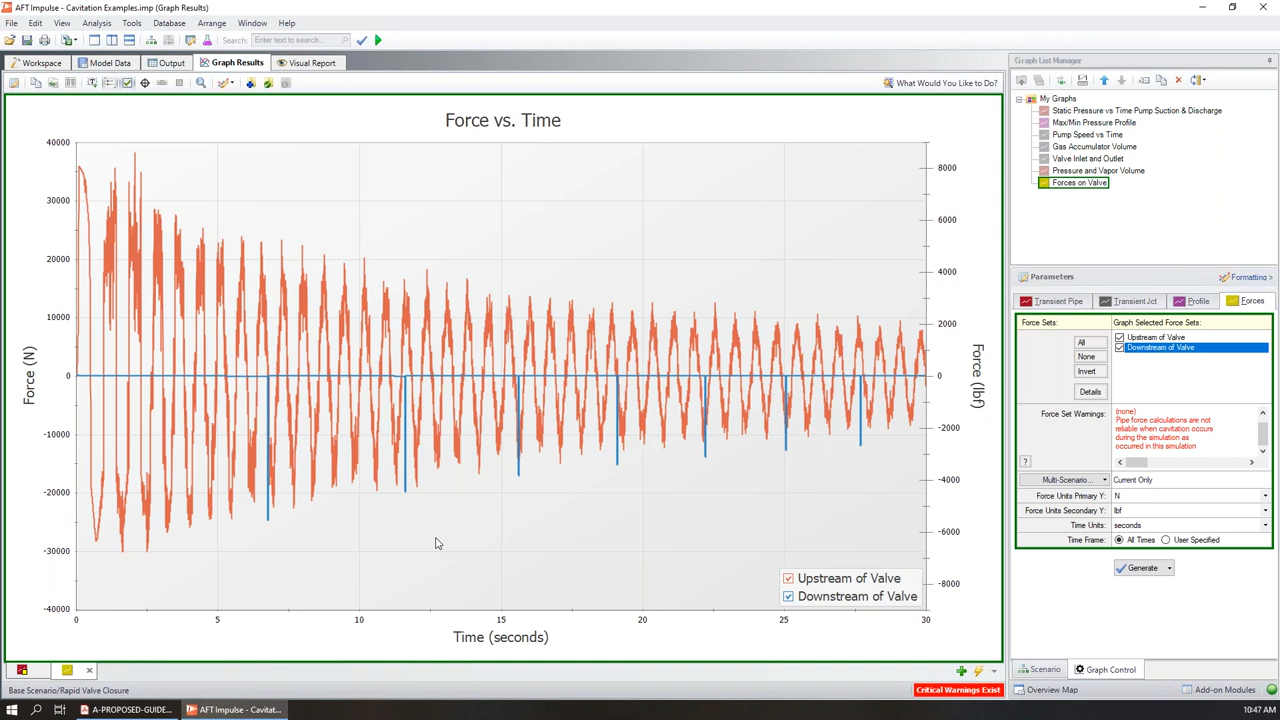 AFT Impulse - Cavitation Examples.imp (Graph Results)
File Edit View Analysis Tools Database Arrange Window Help
Search: Enter text to search...
Workspace Model Data Output Graph Results Visual Report
What Would You Like to Do?
Force vs. Time
40000
30000
20000
10000
0
-10000
-20000
-30000
-40000
Force (N)
8000
6000
4000
2000
0
-2000
-4000
-6000
-8000
Force (lbf)
Upstream of Valve
Downstream of Valve
0 5 10 15 20 25 30
Time (seconds)
Graph List Manager
My Graphs
Static Pressure vs Time Pump Suction & Discharge
Max/Min Pressure Profile
Pump Speed vs Time
Gas Accumulator Volume
Valve Inlet and Outlet
Pressure and Vapor Volume
Forces on Valve
Parameters Formatting >
Transient Pipe Transient Jct Profile Forces
Force Sets: Graph Selected Force Sets:
All
None
Invert
Details
Upstream of Valve
Downstream of Valve
Force Set Warnings:
(none)
Pipe force calculations are not
reliable when cavitation occurs
during the simulation as
occurred in this simulation
?
Multi-Scenario... Current Only
Force Units Primary Y: N
Force Units Secondary Y: lbf
Time Units: seconds
Time Frame: All Times User Specified
Generate
Scenario Graph Control
Base Scenario/Rapid Valve Closure
Critical Warnings Exist
Overview Map Add-on Modules
A-PROPOSED-GUIDE... AFT Impulse - Cavitat...
10:47 AM